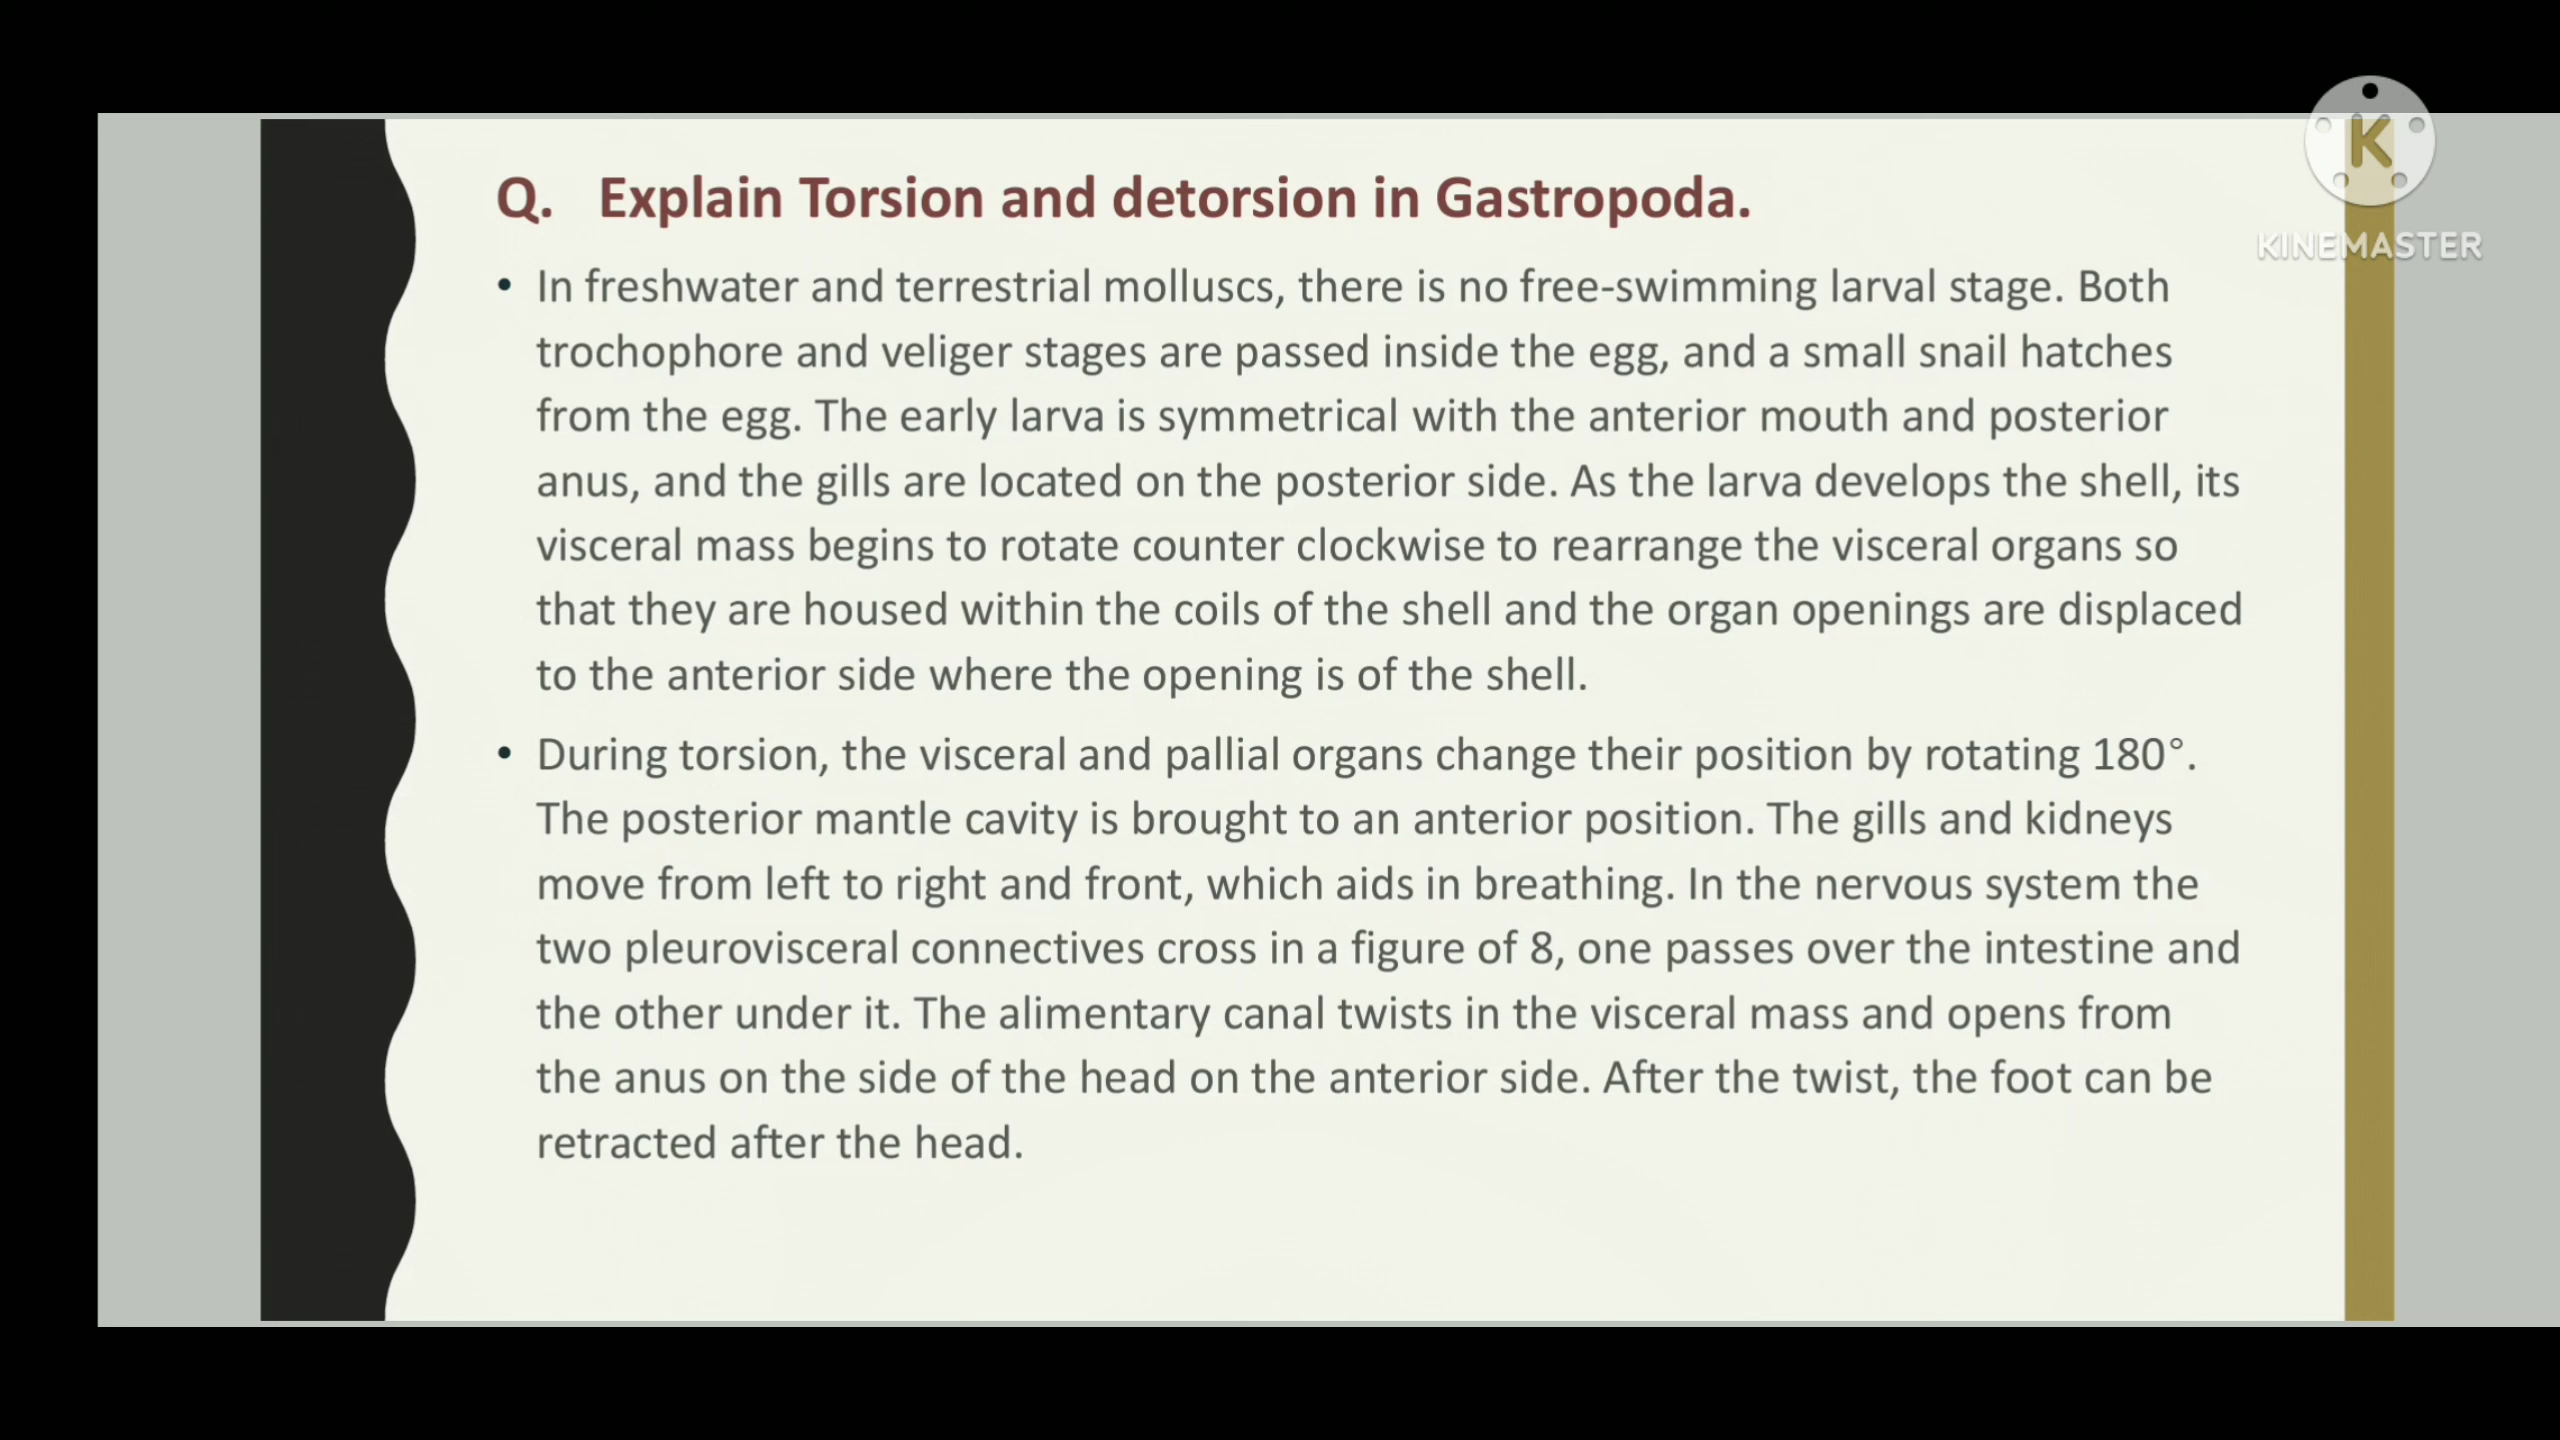 K
KINEMASTER
Q. Explain Torsion and detorsion in Gastropoda.
• In freshwater and terrestrial molluscs, there is no free-swimming larval stage. Both
trochophore and veliger stages are passed inside the egg, and a small snail hatches
from the egg. The early larva is symmetrical with the anterior mouth and posterior
anus, and the gills are located on the posterior side. As the larva develops the shell, its
visceral mass begins to rotate counter clockwise to rearrange the visceral organs so
that they are housed within the coils of the shell and the organ openings are displaced
to the anterior side where the opening is of the shell.
• During torsion, the visceral and pallial organs change their position by rotating 180°.
The posterior mantle cavity is brought to an anterior position. The gills and kidneys
move from left to right and front, which aids in breathing. In the nervous system the
two pleurovisceral connectives cross in a figure of 8, one passes over the intestine and
the other under it. The alimentary canal twists in the visceral mass and opens from
the anus on the side of the head on the anterior side. After the twist, the foot can be
retracted after the head.